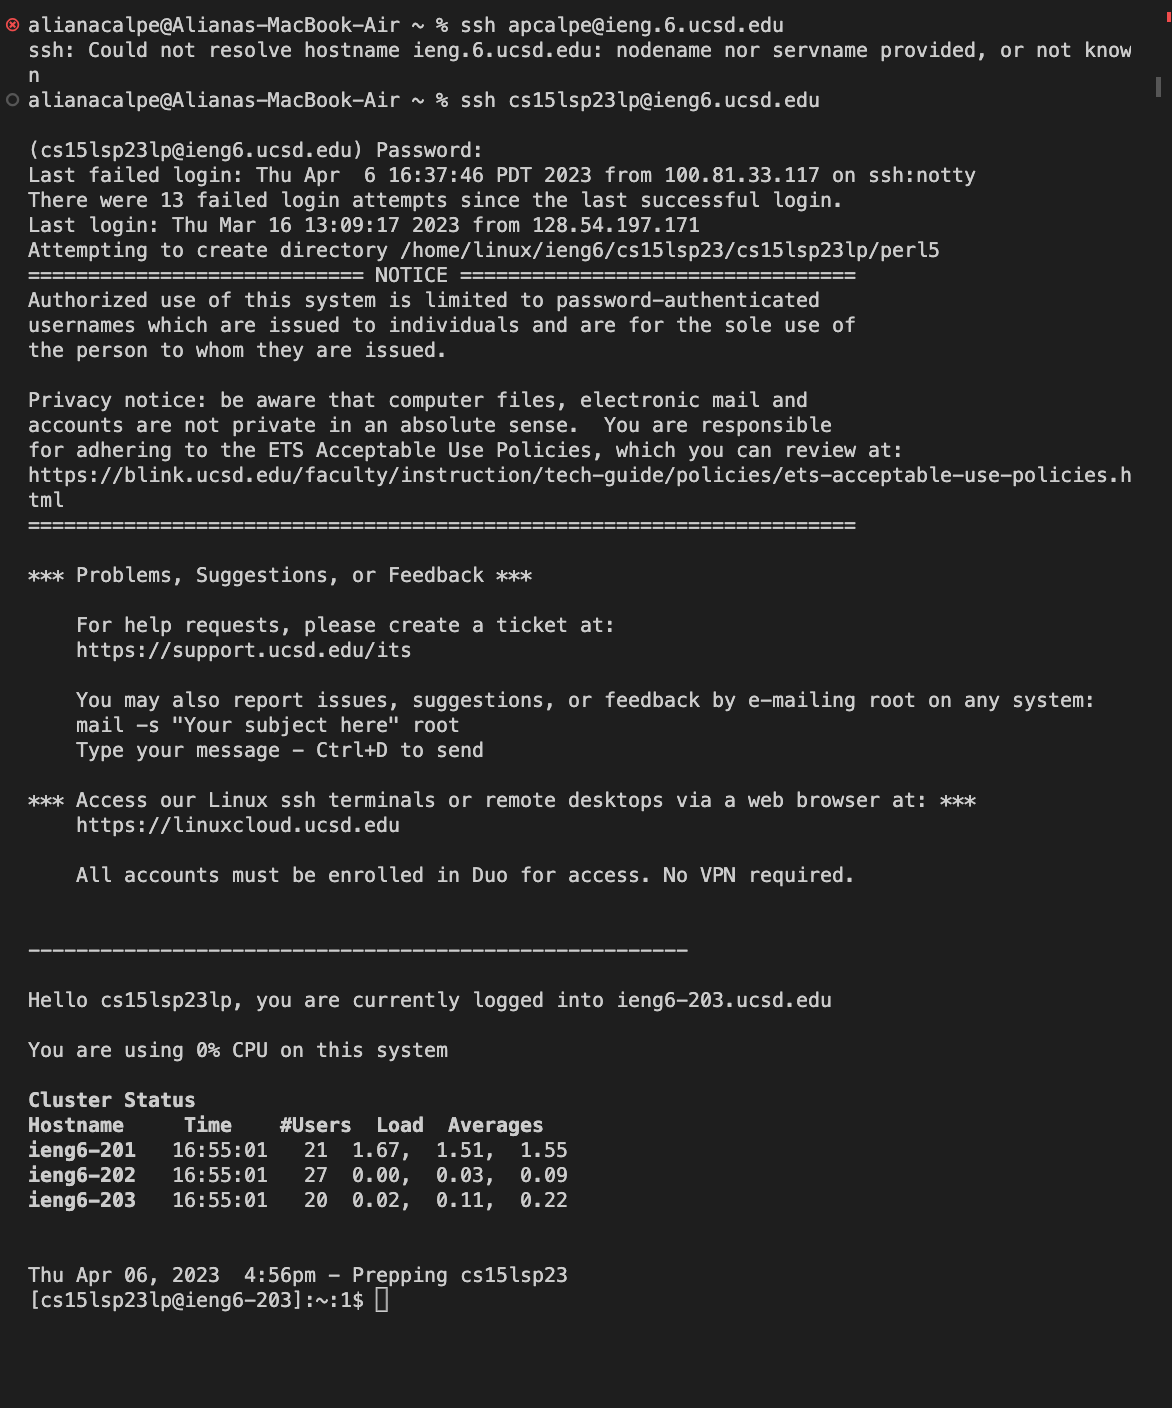 alianacalpe@Alianas-MacBook-Air ~ % ssh apcalpe@ieng.6.ucsd.edu
ssh: Could not resolve hostname ieng.6.ucsd.edu: nodename nor servname provided, or not know
n
alianacalpe@Alianas-MacBook-Air ~ % ssh cs15lsp23lp@ieng6.ucsd.edu
(cs15lsp23lp@ieng6.ucsd.edu) Password:
Last failed login: Thu Apr  6 16:37:46 PDT 2023 from 100.81.33.117 on ssh:notty
There were 13 failed login attempts since the last successful login.
Last login: Thu Mar 16 13:09:17 2023 from 128.54.197.171
Attempting to create directory /home/linux/ieng6/cs15lsp23/cs15lsp23lp/perl5
============================ NOTICE =================================
Authorized use of this system is limited to password-authenticated
usernames which are issued to individuals and are for the sole use of
the person to whom they are issued.
Privacy notice: be aware that computer files, electronic mail and
accounts are not private in an absolute sense.  You are responsible
for adhering to the ETS Acceptable Use Policies, which you can review at:
https://blink.ucsd.edu/faculty/instruction/tech-guide/policies/ets-acceptable-use-policies.h
tml
=====================================================================
*** Problems, Suggestions, or Feedback ***
    For help requests, please create a ticket at:
    https://support.ucsd.edu/its
    You may also report issues, suggestions, or feedback by e-mailing root on any system:
    mail -s "Your subject here" root
    Type your message - Ctrl+D to send
*** Access our Linux ssh terminals or remote desktops via a web browser at: ***
    https://linuxcloud.ucsd.edu
    All accounts must be enrolled in Duo for access. No VPN required.
-------------------------------------------------------
Hello cs15lsp23lp, you are currently logged into ieng6-203.ucsd.edu
You are using 0% CPU on this system
Cluster Status
Hostname     Time    #Users  Load  Averages
ieng6-201   16:55:01   21  1.67,  1.51,  1.55
ieng6-202   16:55:01   27  0.00,  0.03,  0.09
ieng6-203   16:55:01   20  0.02,  0.11,  0.22
Thu Apr 06, 2023  4:56pm - Prepping cs15lsp23
[cs15lsp23lp@ieng6-203]:~:1$